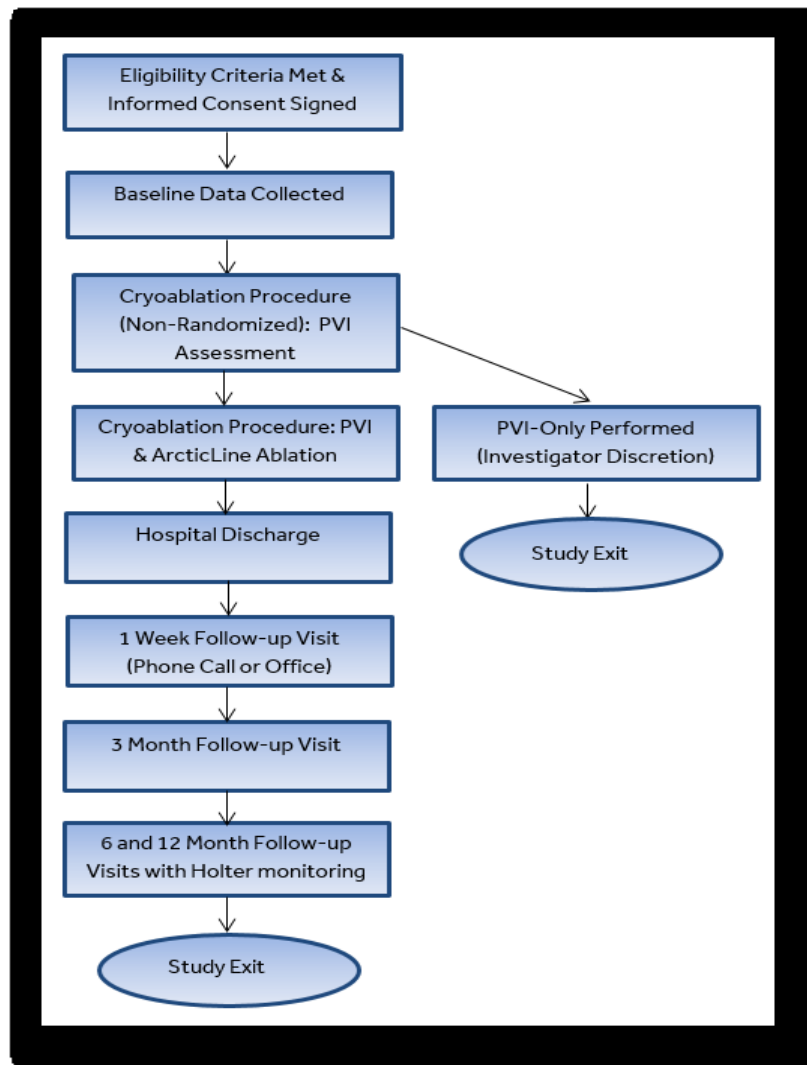 Eligibility Criteria Met &
Informed Consent Signed
Baseline Data Collected
Cryoablation Procedure
(Non-Randomized):  PVI
Assessment
Cryoablation Procedure: PVI
& ArcticLine Ablation
PVI-Only Performed
(Investigator Discretion)
Hospital Discharge
Study Exit
1 Week Follow-up Visit
(Phone Call or Office)
3 Month Follow-up Visit
6 and 12 Month Follow-up
Visits with Holter monitoring
Study Exit